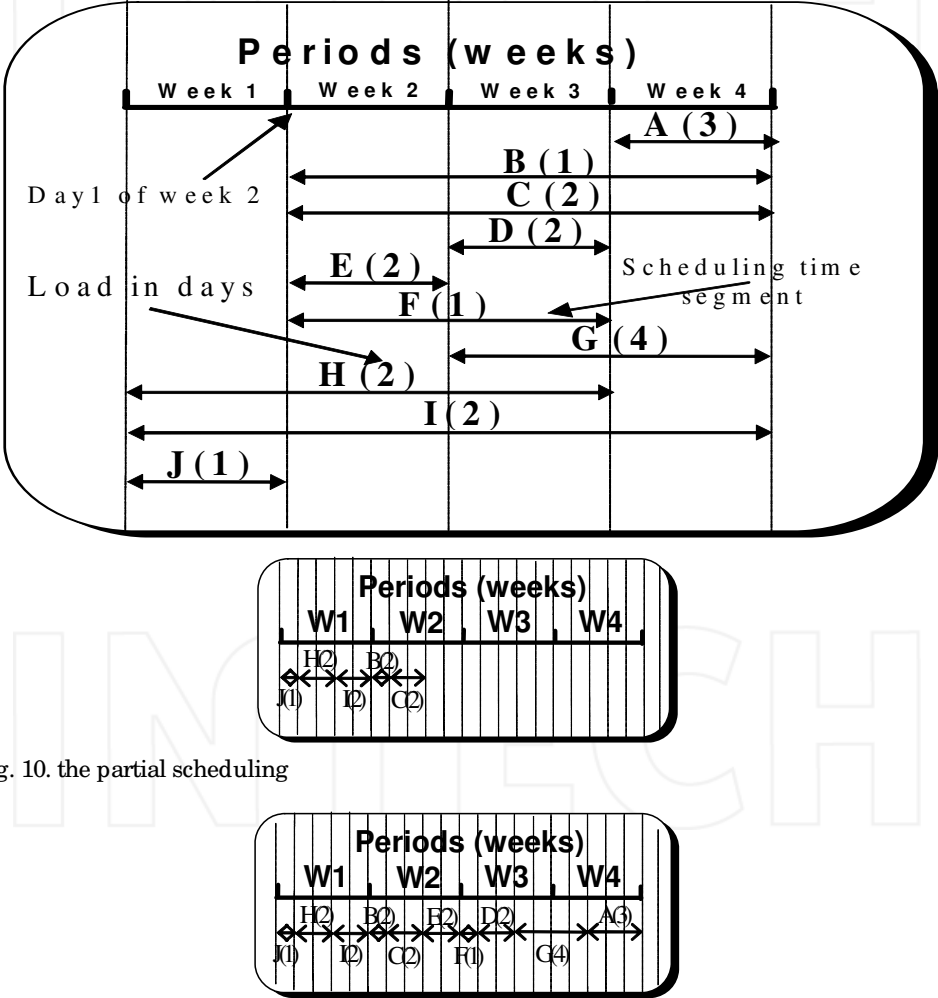 Periods (weeks)
Week 1 Week 2 Week 3 Week 4
A (3)
B (1)
Day1 of week 2
C (2)
D (2)
E (2)
Scheduling time
segment
Load in days
F (1)
G (4)
H (2)
I (2)
J (1)
Periods (weeks)
W1 W2 W3 W4
H(2) B(2)
J(1) I(2) C(2)
g. 10. the partial scheduling
Periods (weeks)
W1 W2 W3 W4
H(2) B(2) E(2) D(2) A(3)
J(1) I(2) C(2) F(1) G(4)
INTECH